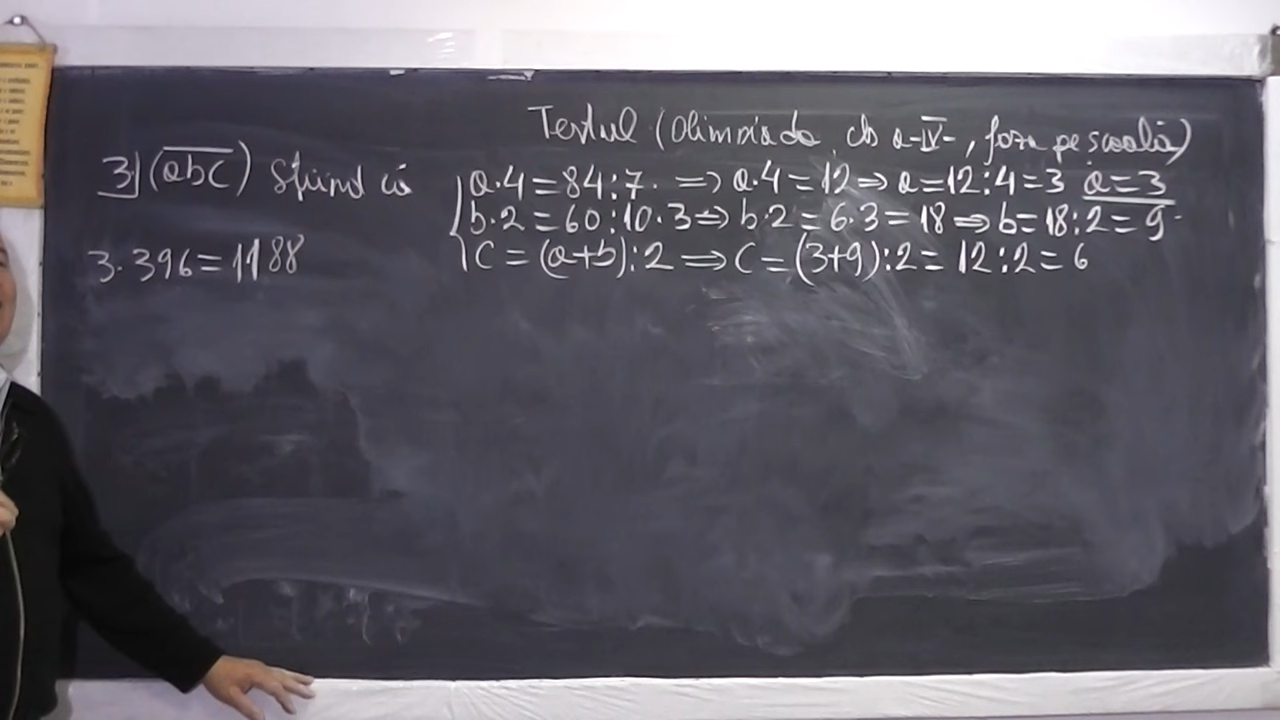 Testul (Olimpiada, cls a-IV-, faza pe școală)
3) (abc) știind că
a·4=84:7. => a·4=12 => a=12:4=3 a=3
b·2=60:10·3 => b·2=6·3=18 => b=18:2=9
c=(a+b):2 => c=(3+9):2=12:2=6
3·396=1188